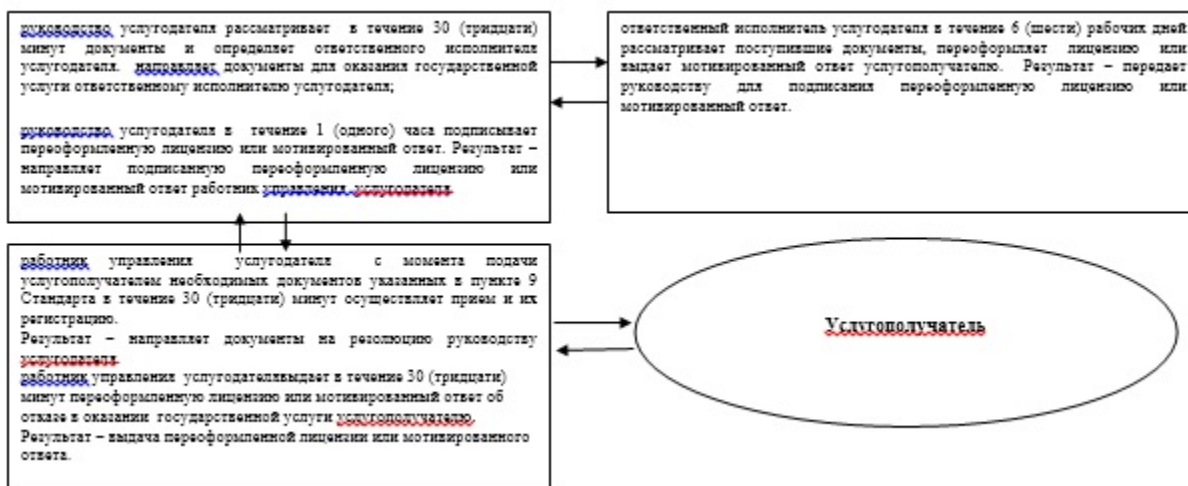 руководство услугодателя рассматривает в течение 30 (тридцати)
минут документы и определяет ответственного исполнителя
услугодателя. направляет документы для оказания государственной
услуги ответственному исполнителю услугодателя;
руководство услугодателя в течение 1 (одного) часа подписывает
переоформленную лицензию или мотивированный ответ. Результат –
направляет подписанную переоформленную лицензию или
мотивированный ответ работник управления услугодателя
ответственный исполнитель услугодателя в течение 6 (шести) рабочих дней
рассматривает поступившие документы, переоформляет лицензию или
выдает мотивированный ответ услугополучателю. Результат – передает
руководству для подписания переоформленную лицензию или
мотивированный ответ.
работник управления услугодателя с момента подачи
услугополучателем необходимых документов указанных в пункте 9
Стандарта в течение 30 (тридцати) минут осуществляет прием и их
регистрацию.
Результат – направляет документы на резолюцию руководству
услугодателя
работник управления услугодателявыдает в течение 30 (тридцати)
минут переоформленную лицензию или мотивированный ответ об
отказе в оказании государственной услуги услугополучателю.
Результат – выдача переоформленной лицензии или мотивированного
ответа.
Услугополучатель